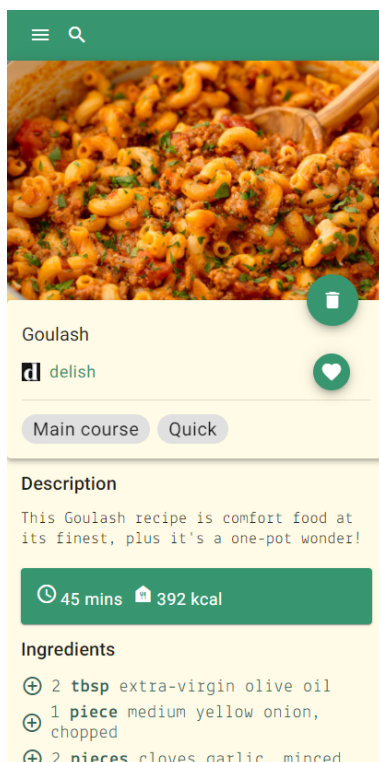 Goulash
d delish
Main course Quick
Description
This Goulash recipe is comfort food at
its finest, plus it's a one-pot wonder!
45 mins 392 kcal
Ingredients
2 tbsp extra-virgin olive oil
1 piece medium yellow onion,
chopped
2 pieces cloves garlic, minced